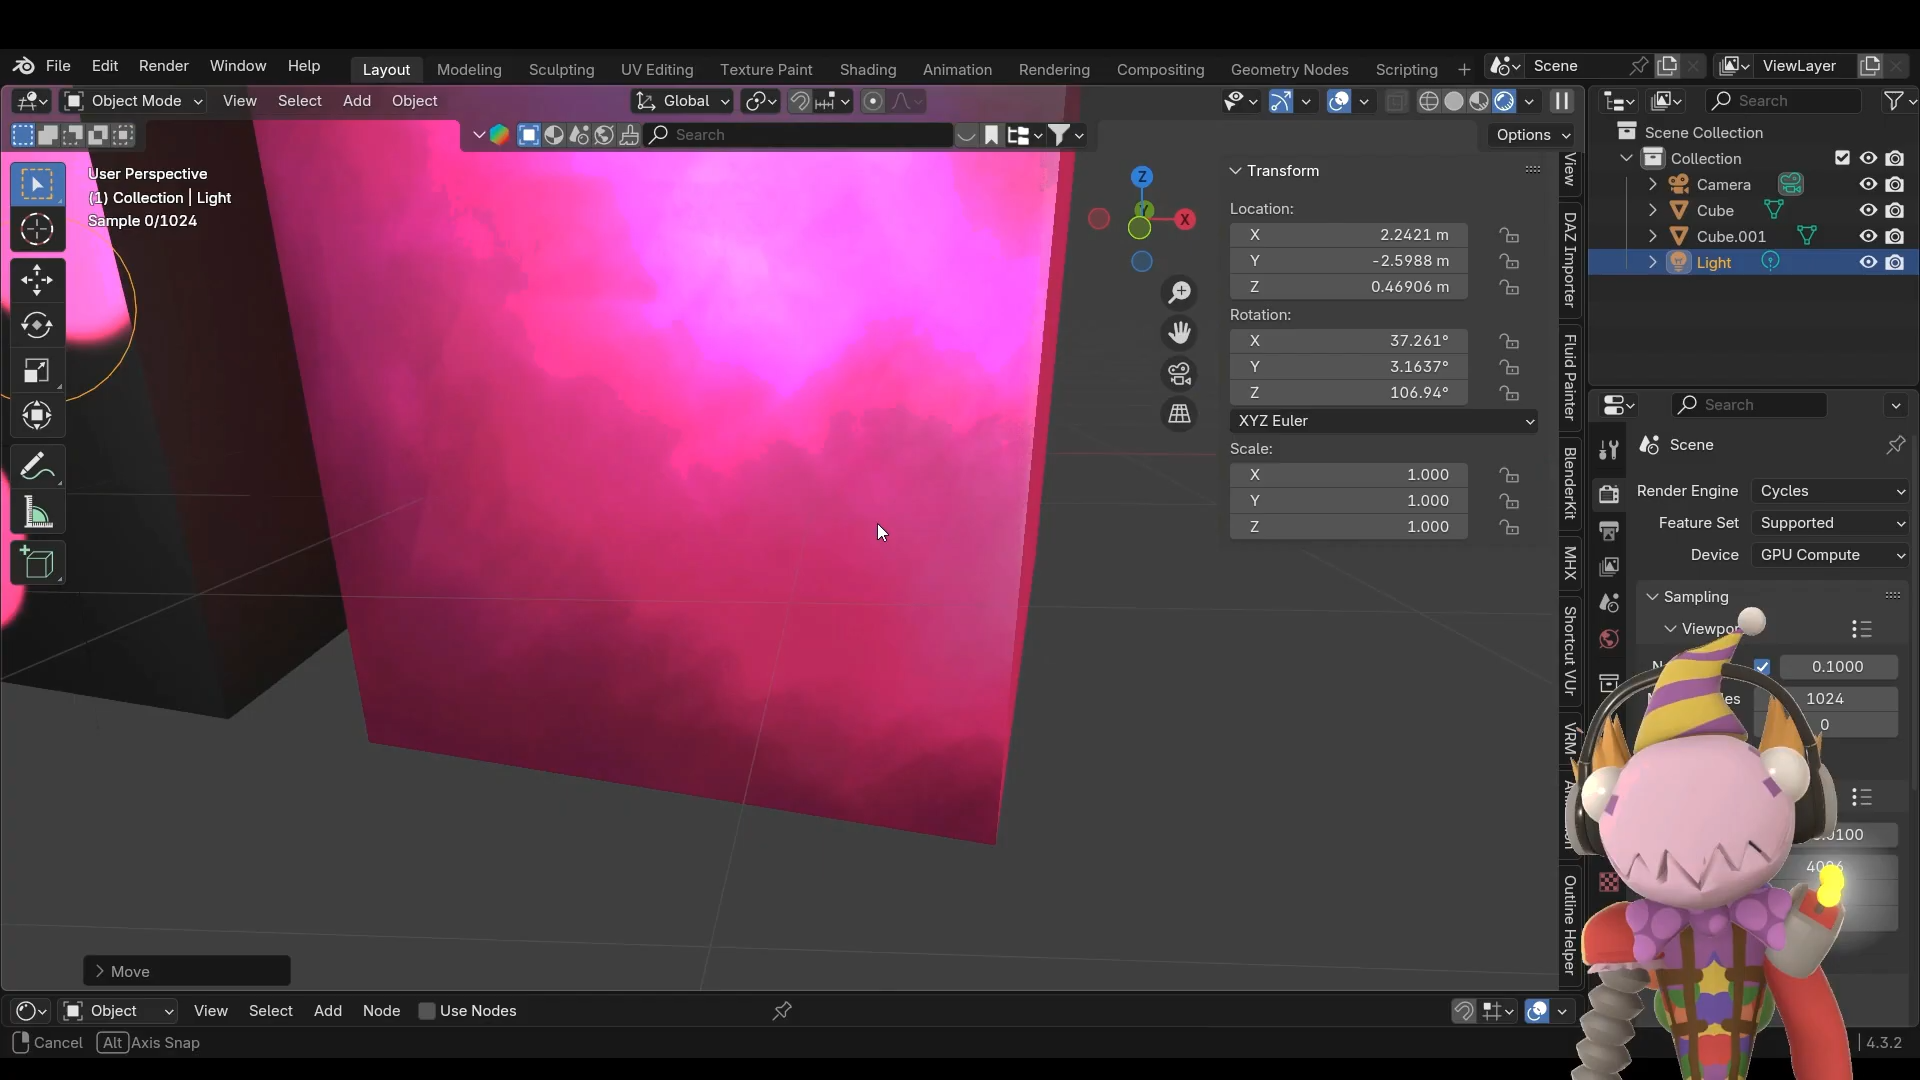 File Edit Render Window Help Layout Modeling Sculpting UV Editing Texture Paint Shading Animation Rendering Compositing Geometry Nodes Scripting + Scene ViewLayer
Object Mode View Select Add Object Global Search
Search Options
User Perspective
(1) Collection | Light
Sample 0/1024
Z
X
Y
Transform
Location:
X 2.2421 m
Y -2.5988 m
Z 0.46906 m
Rotation:
X 37.261°
Y 3.1637°
Z 106.94°
XYZ Euler
Scale:
X 1.000
Y 1.000
Z 1.000
View
DAZ Importer
Fluid Painter
BlenderKit
MHX
Shortcut VUr
VRM
Outline Helper
Scene Collection
Collection
Camera
Cube
Cube.001
Light
Search
Scene
Render Engine Cycles
Feature Set Supported
Device GPU Compute
Sampling
0.1000
1024
0
Move
Object View Select Add Node Use Nodes
Cancel Alt Axis Snap
4.3.2